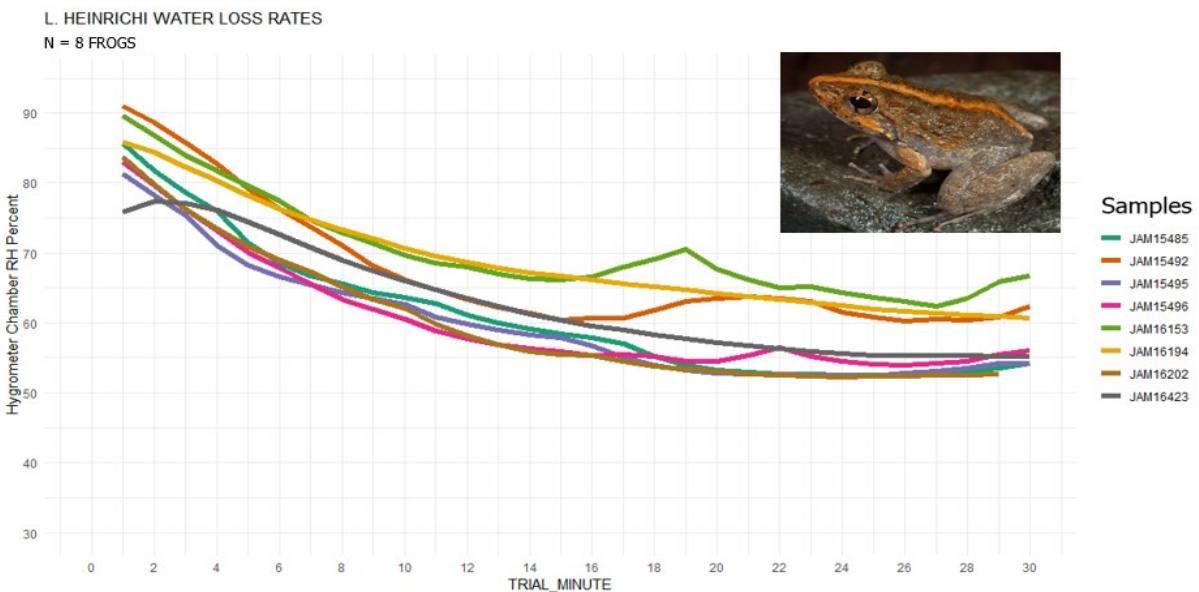 L. HEINRICHI WATER LOSS RATES
N = 8 FROGS
Hygrometer Chamber RH Percent
90
80
70
60
50
40
30
0 2 4 6 8 10 12 14 16 18 20 22 24 26 28 30
TRIAL_MINUTE
Samples
JAM15485
JAM15492
JAM15495
JAM15496
JAM16153
JAM16194
JAM16202
JAM16423